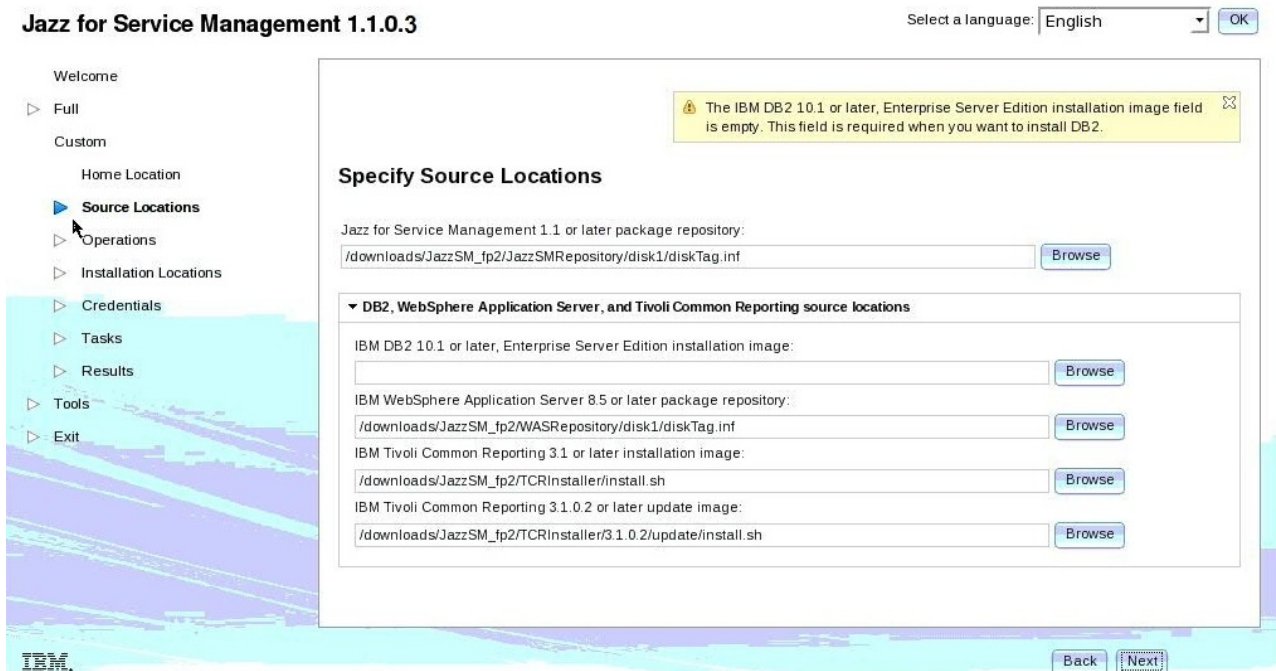 Jazz for Service Management 1.1.0.3
Select a language: English OK
Welcome
Full
Custom
Home Location
Source Locations
Operations
Installation Locations
Credentials
Tasks
Results
Tools
Exit
The IBM DB2 10.1 or later, Enterprise Server Edition installation image field
is empty. This field is required when you want to install DB2.
Specify Source Locations
Jazz for Service Management 1.1 or later package repository:
/downloads/JazzSM_fp2/JazzSMRepository/disk1/diskTag.inf Browse
DB2, WebSphere Application Server, and Tivoli Common Reporting source locations
IBM DB2 10.1 or later, Enterprise Server Edition installation image:
Browse
IBM WebSphere Application Server 8.5 or later package repository:
/downloads/JazzSM_fp2/WASRepository/disk1/diskTag.inf Browse
IBM Tivoli Common Reporting 3.1 or later installation image:
/downloads/JazzSM_fp2/TCRInstaller/install.sh Browse
IBM Tivoli Common Reporting 3.1.0.2 or later update image:
/downloads/JazzSM_fp2/TCRInstaller/3.1.0.2/update/install.sh Browse
IBM.
Back Next